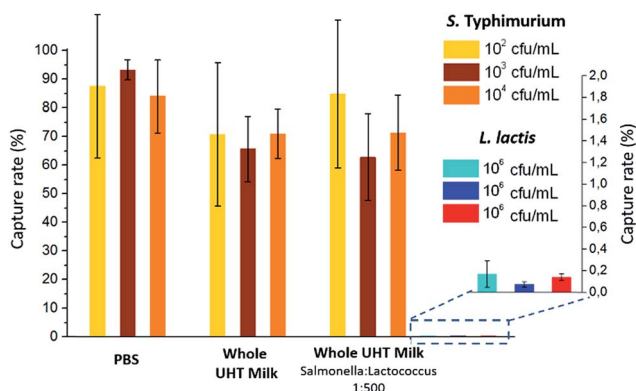 S. Typhimurium
10² cfu/mL
10³ cfu/mL
10⁴ cfu/mL
L. lactis
10⁶ cfu/mL
10⁶ cfu/mL
10⁶ cfu/mL
Capture rate (%)
100
90
80
70
60
50
40
30
20
10
0
Capture rate (%)
2,0
1,8
1,6
1,4
1,2
1,0
0,8
0,6
0,4
0,2
0,0
PBS
Whole
UHT Milk
Whole UHT Milk
Salmonella:Lactococcus
1:500